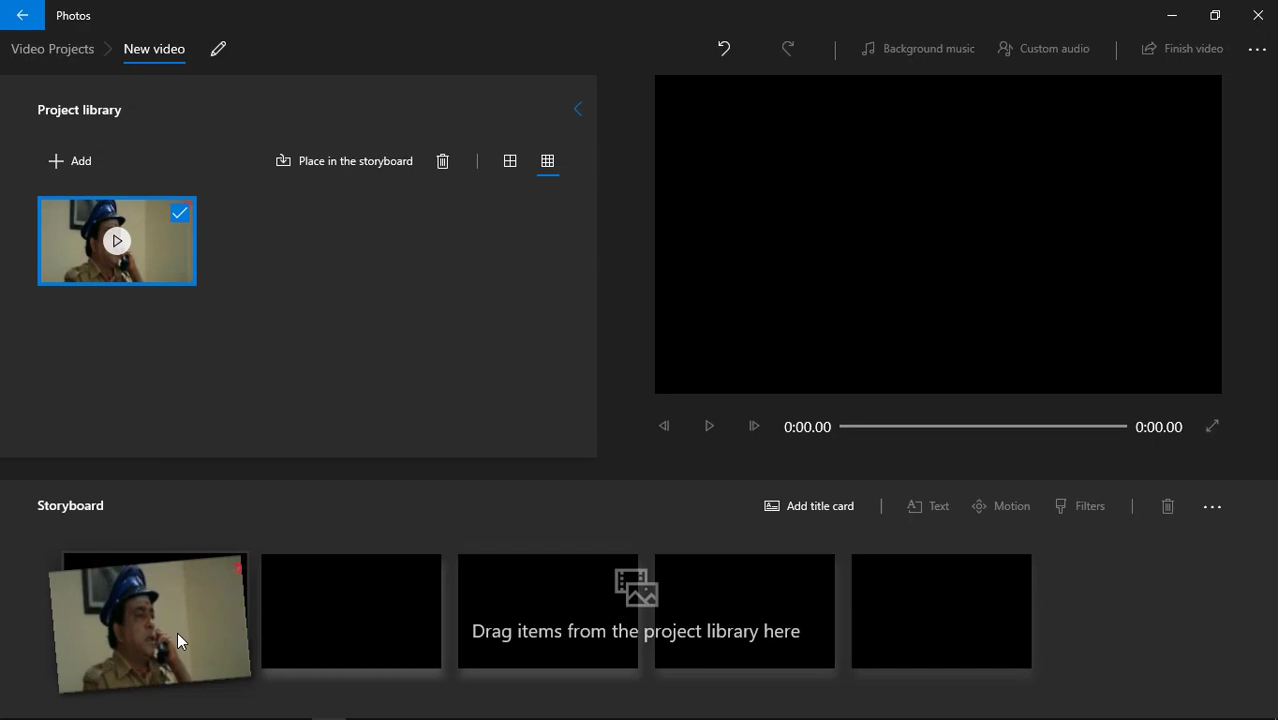 Photos
Video Projects New video Background music Custom audio Finish video
Project library
Add Place in the storyboard
0:00.00 0:00.00
Storyboard Add title card Text Motion Filters
Drag items from the project library here